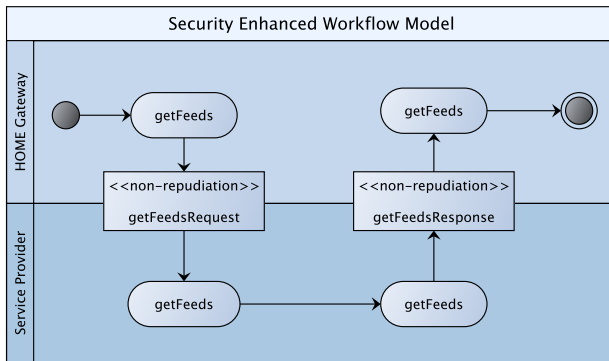 Security Enhanced Workflow Model
HOME Gateway
getFeeds
getFeeds
<<non-repudiation>>
getFeedsRequest
<<non-repudiation>>
getFeedsResponse
Service Provider
getFeeds
getFeeds